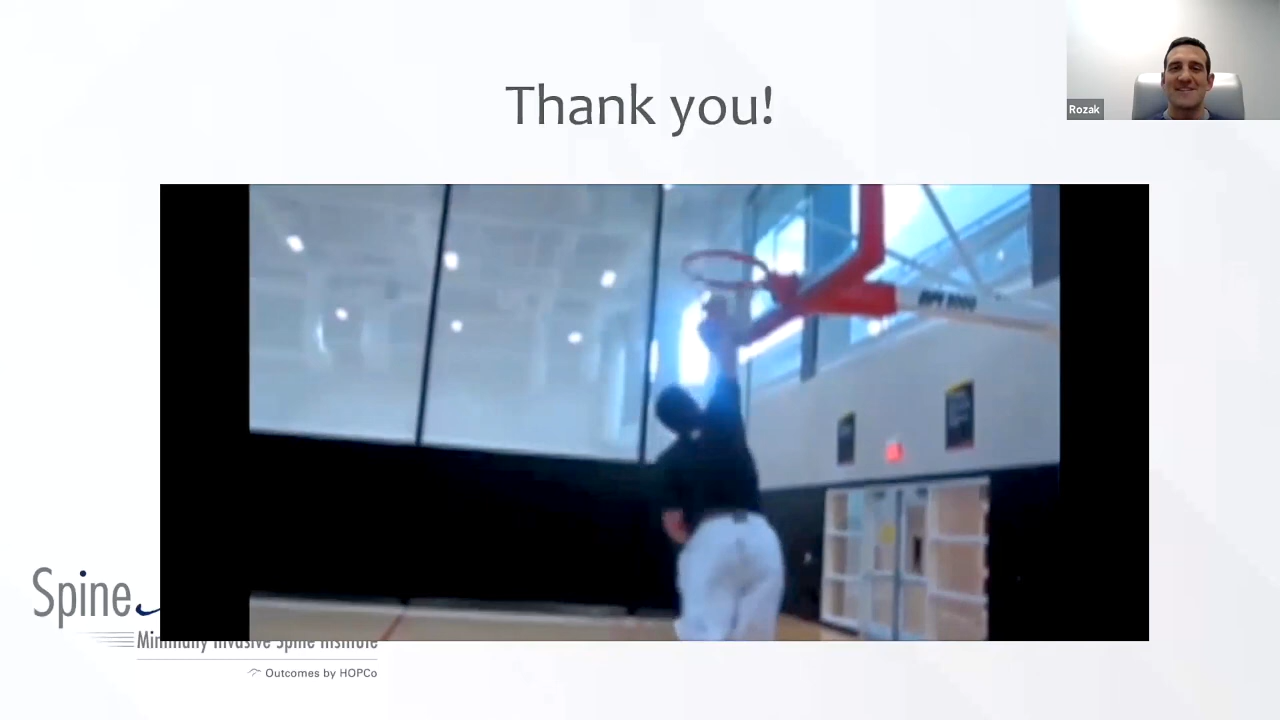 Thank you!
Rozak
Spine
Minimally Invasive Spine Institute
Outcomes by HOPCo